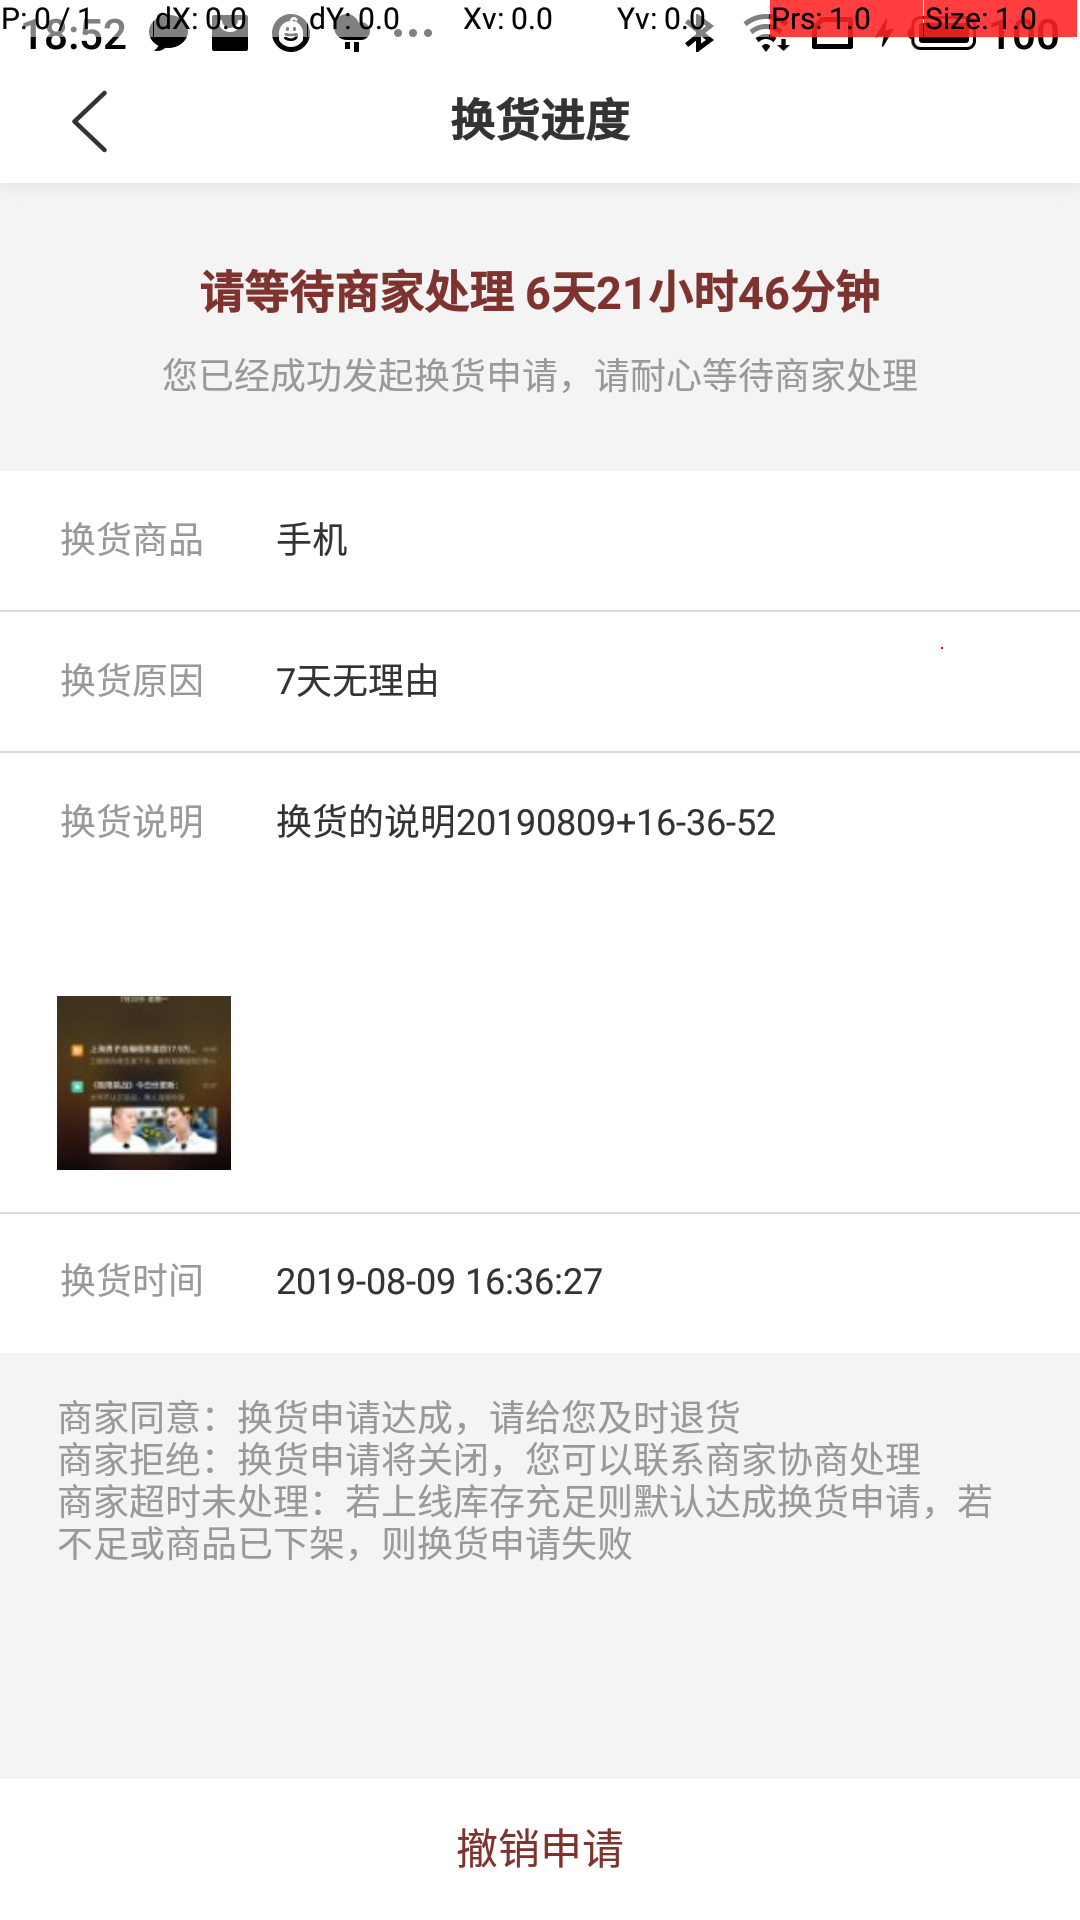 P: 0 / 1 dX: 0.0 dY: 0.0 Xv: 0.0 Yv: 0.0 Prs: 1.0 Size: 1.0
18:52 100
换货进度
请等待商家处理 6天21小时46分钟
您已经成功发起换货申请，请耐心等待商家处理
换货商品 手机
换货原因 7天无理由
换货说明 换货的说明20190809+16-36-52
换货时间 2019-08-09 16:36:27
商家同意：换货申请达成，请给您及时退货
商家拒绝：换货申请将关闭，您可以联系商家协商处理
商家超时未处理：若上线库存充足则默认达成换货申请，若
不足或商品已下架，则换货申请失败
撤销申请